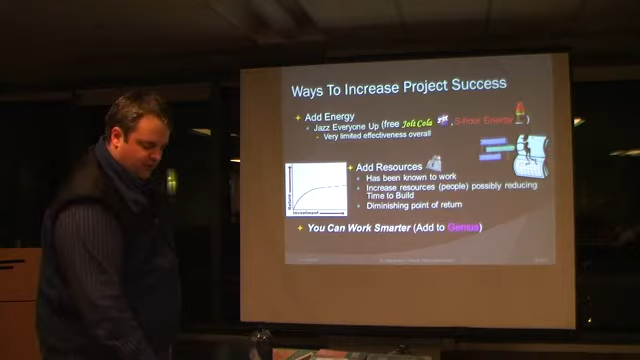 Ways To Increase Project Success
+ Add Energy
Jazz Everyone Up (free Jolt Cola , 5-hour Energy )
Very limited effectiveness overall
+ Add Resources
Has been known to work
Increase resources (people) possibly reducing
Time to Build
Diminishing point of return
Return
Investment
+ You Can Work Smarter (Add to Genius)